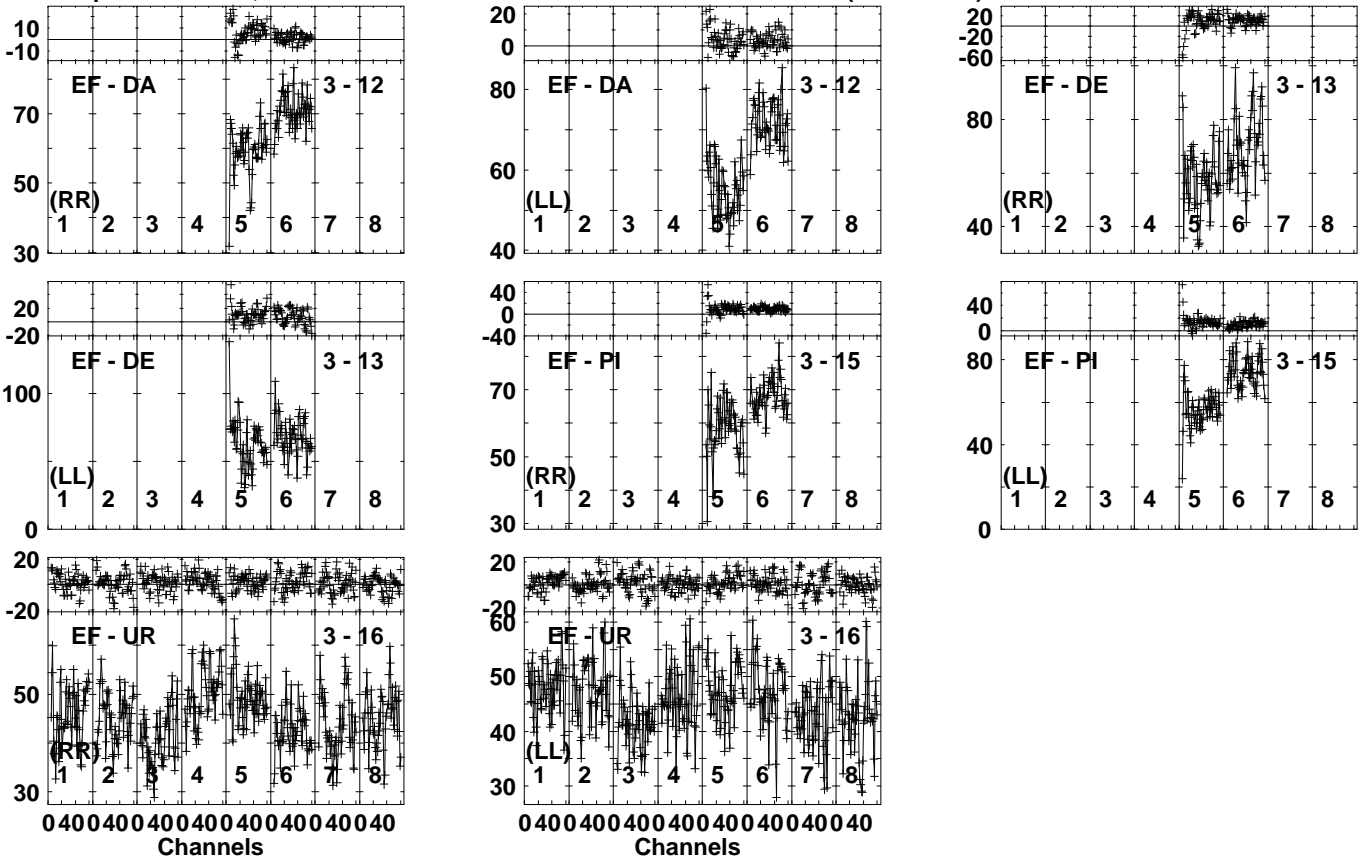 10
-10
EF - DA 3 - 12
70
50
(RR)
1 2 3 4 5 6 7 8
30
20
0
EF - DA 3 - 12
80
60
(LL)
1 2 3 4 5 6 7 8
40
20
-20
-60
EF - DE 3 - 13
80
(RR)
40
1 2 3 4 5 6 7 8
20
-20
EF - DE 3 - 13
100
(LL)
1 2 3 4 5 6 7 8
0
40
0
-40
EF - PI 3 - 15
70
50
(RR)
1 2 3 4 5 6 7 8
30
40
0
EF - PI 3 - 15
80
40
(LL)
1 2 3 4 5 6 7 8
0
20
-20
EF - UR 3 - 16
50
(RR)
1 2 3 4 5 6 7 8
30
0 40 0 40 0 40 0 40 0 40 0 40 0 40 0 40
Channels
20
-20
60
EF - UR 3 - 16
50
40
(LL)
1 2 3 4 5 6 7 8
30
0 40 0 40 0 40 0 40 0 40 0 40 0 40 0 40
Channels